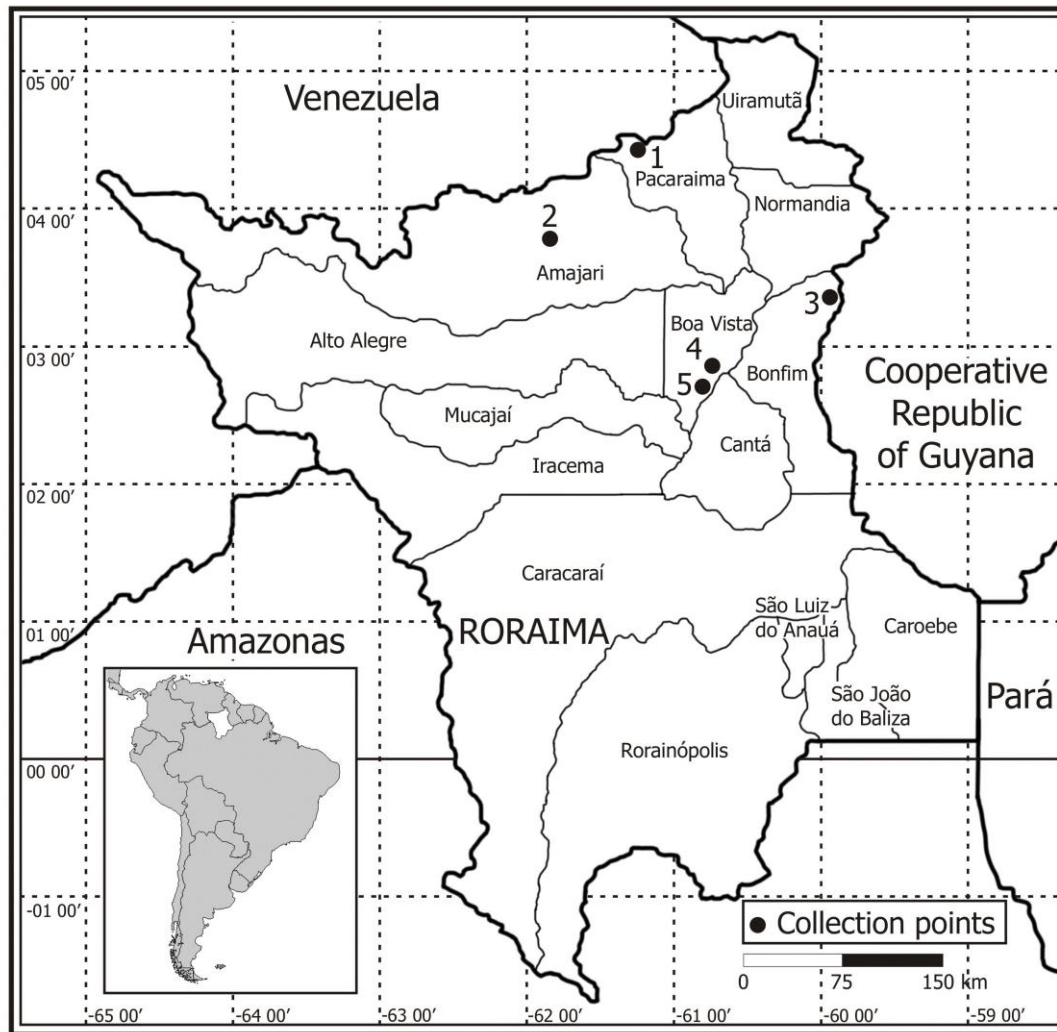 05 00'
Venezuela
Uiramutã
1
Pacaraima
04 00'
Normandia
2
Amajari
3
Boa Vista
Alto Alegre
03 00'
4
Bonfim
5
Cooperative
Republic
of Guyana
Mucajaí
Cantá
Iracema
02 00'
Caracaraí
São Luiz
do Anauá
01 00'
RORAIMA
Caroebe
Amazonas
São João
do Baliza
Pará
Rorainópolis
00 00'
-01 00'
Collection points
0 75 150 km
-65 00' -64 00' -63 00' -62 00' -61 00' -60 00' -59 00'